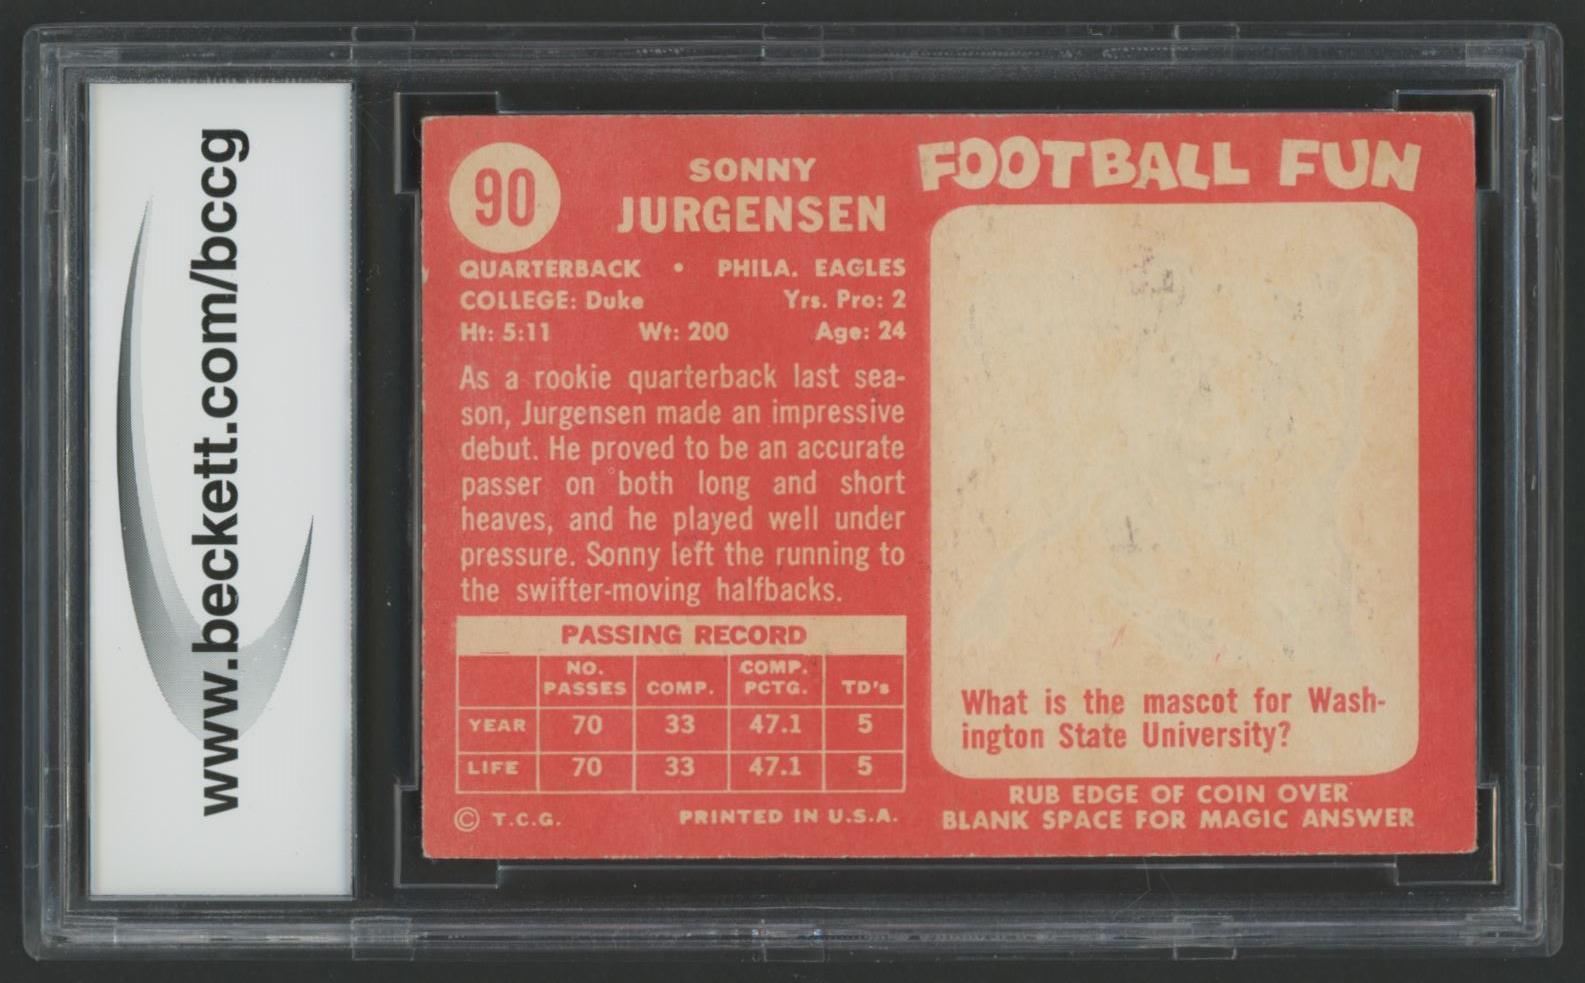 www.beckett.com/bccg
90
SONNY
JURGENSEN
QUARTERBACK • PHILA. EAGLES
COLLEGE: Duke Yrs. Pro: 2
Ht: 5:11 Wt: 200 Age: 24
As a rookie quarterback last sea-
son, Jurgensen made an impressive
debut. He proved to be an accurate
passer on both long and short
heaves, and he played well under
pressure. Sonny left the running to
the swifter-moving halfbacks.
PASSING RECORD
NO. PASSES COMP. COMP. PCTG. TD's
YEAR 70 33 47.1 5
LIFE 70 33 47.1 5
© T.C.G. PRINTED IN U.S.A.
FOOTBALL FUN
What is the mascot for Wash-
ington State University?
RUB EDGE OF COIN OVER
BLANK SPACE FOR MAGIC ANSWER